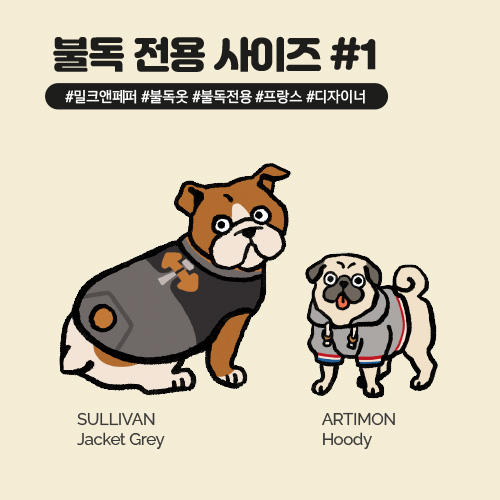 불독 전용 사이즈 #1
#밀크앤페퍼 #불독옷 #불독전용 #프랑스 #디자이너
SULLIVAN
Jacket Grey
ARTIMON
Hoody